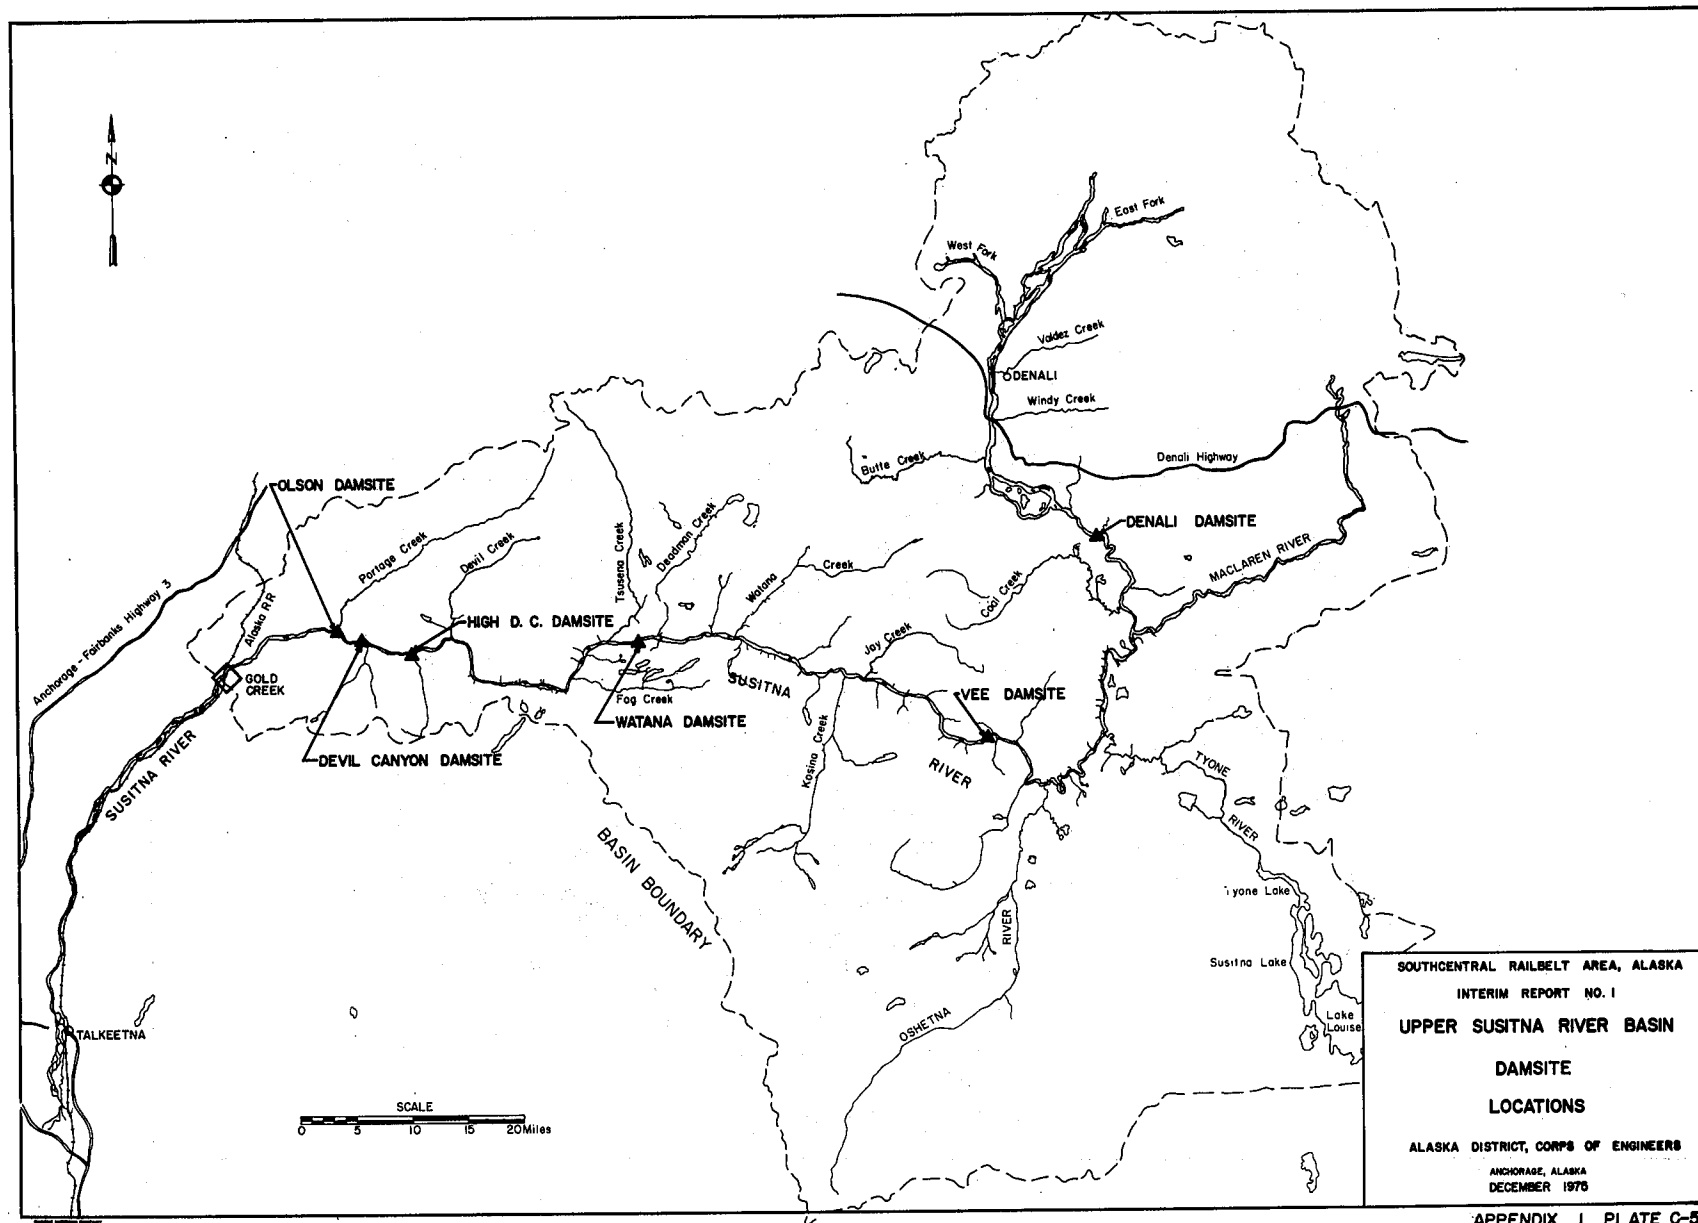 N
East Fork
West Fork
Valdez Creek
DENALI
Windy Creek
Butte Creek
Denali Highway
OLSON DAMSITE
DENALI DAMSITE
Portage Creek
Devil Creek
Tsusena Creek
Deadman Creek
Watana Creek
Coal Creek
MACLAREN RIVER
Anchorage - Fairbanks Highway 3
Alaska RR
HIGH D. C. DAMSITE
Jay Creek
GOLD
CREEK
SUSITNA
RIVER
Fog Creek
VEE DAMSITE
WATANA DAMSITE
Kosina Creek
DEVIL CANYON DAMSITE
SUSITNA RIVER
TYONE
RIVER
BASIN BOUNDARY
Tyone Lake
RIVER
Susitna Lake
OSHETNA
Lake
Louise
TALKEETNA
SCALE
0 5 10 15 20 Miles
SOUTHCENTRAL RAILBELT AREA, ALASKA
INTERIM REPORT NO. 1
UPPER SUSITNA RIVER BASIN
DAMSITE
LOCATIONS
ALASKA DISTRICT, CORPS OF ENGINEERS
ANCHORAGE, ALASKA
DECEMBER 1975
APPENDIX I PLATE C-5